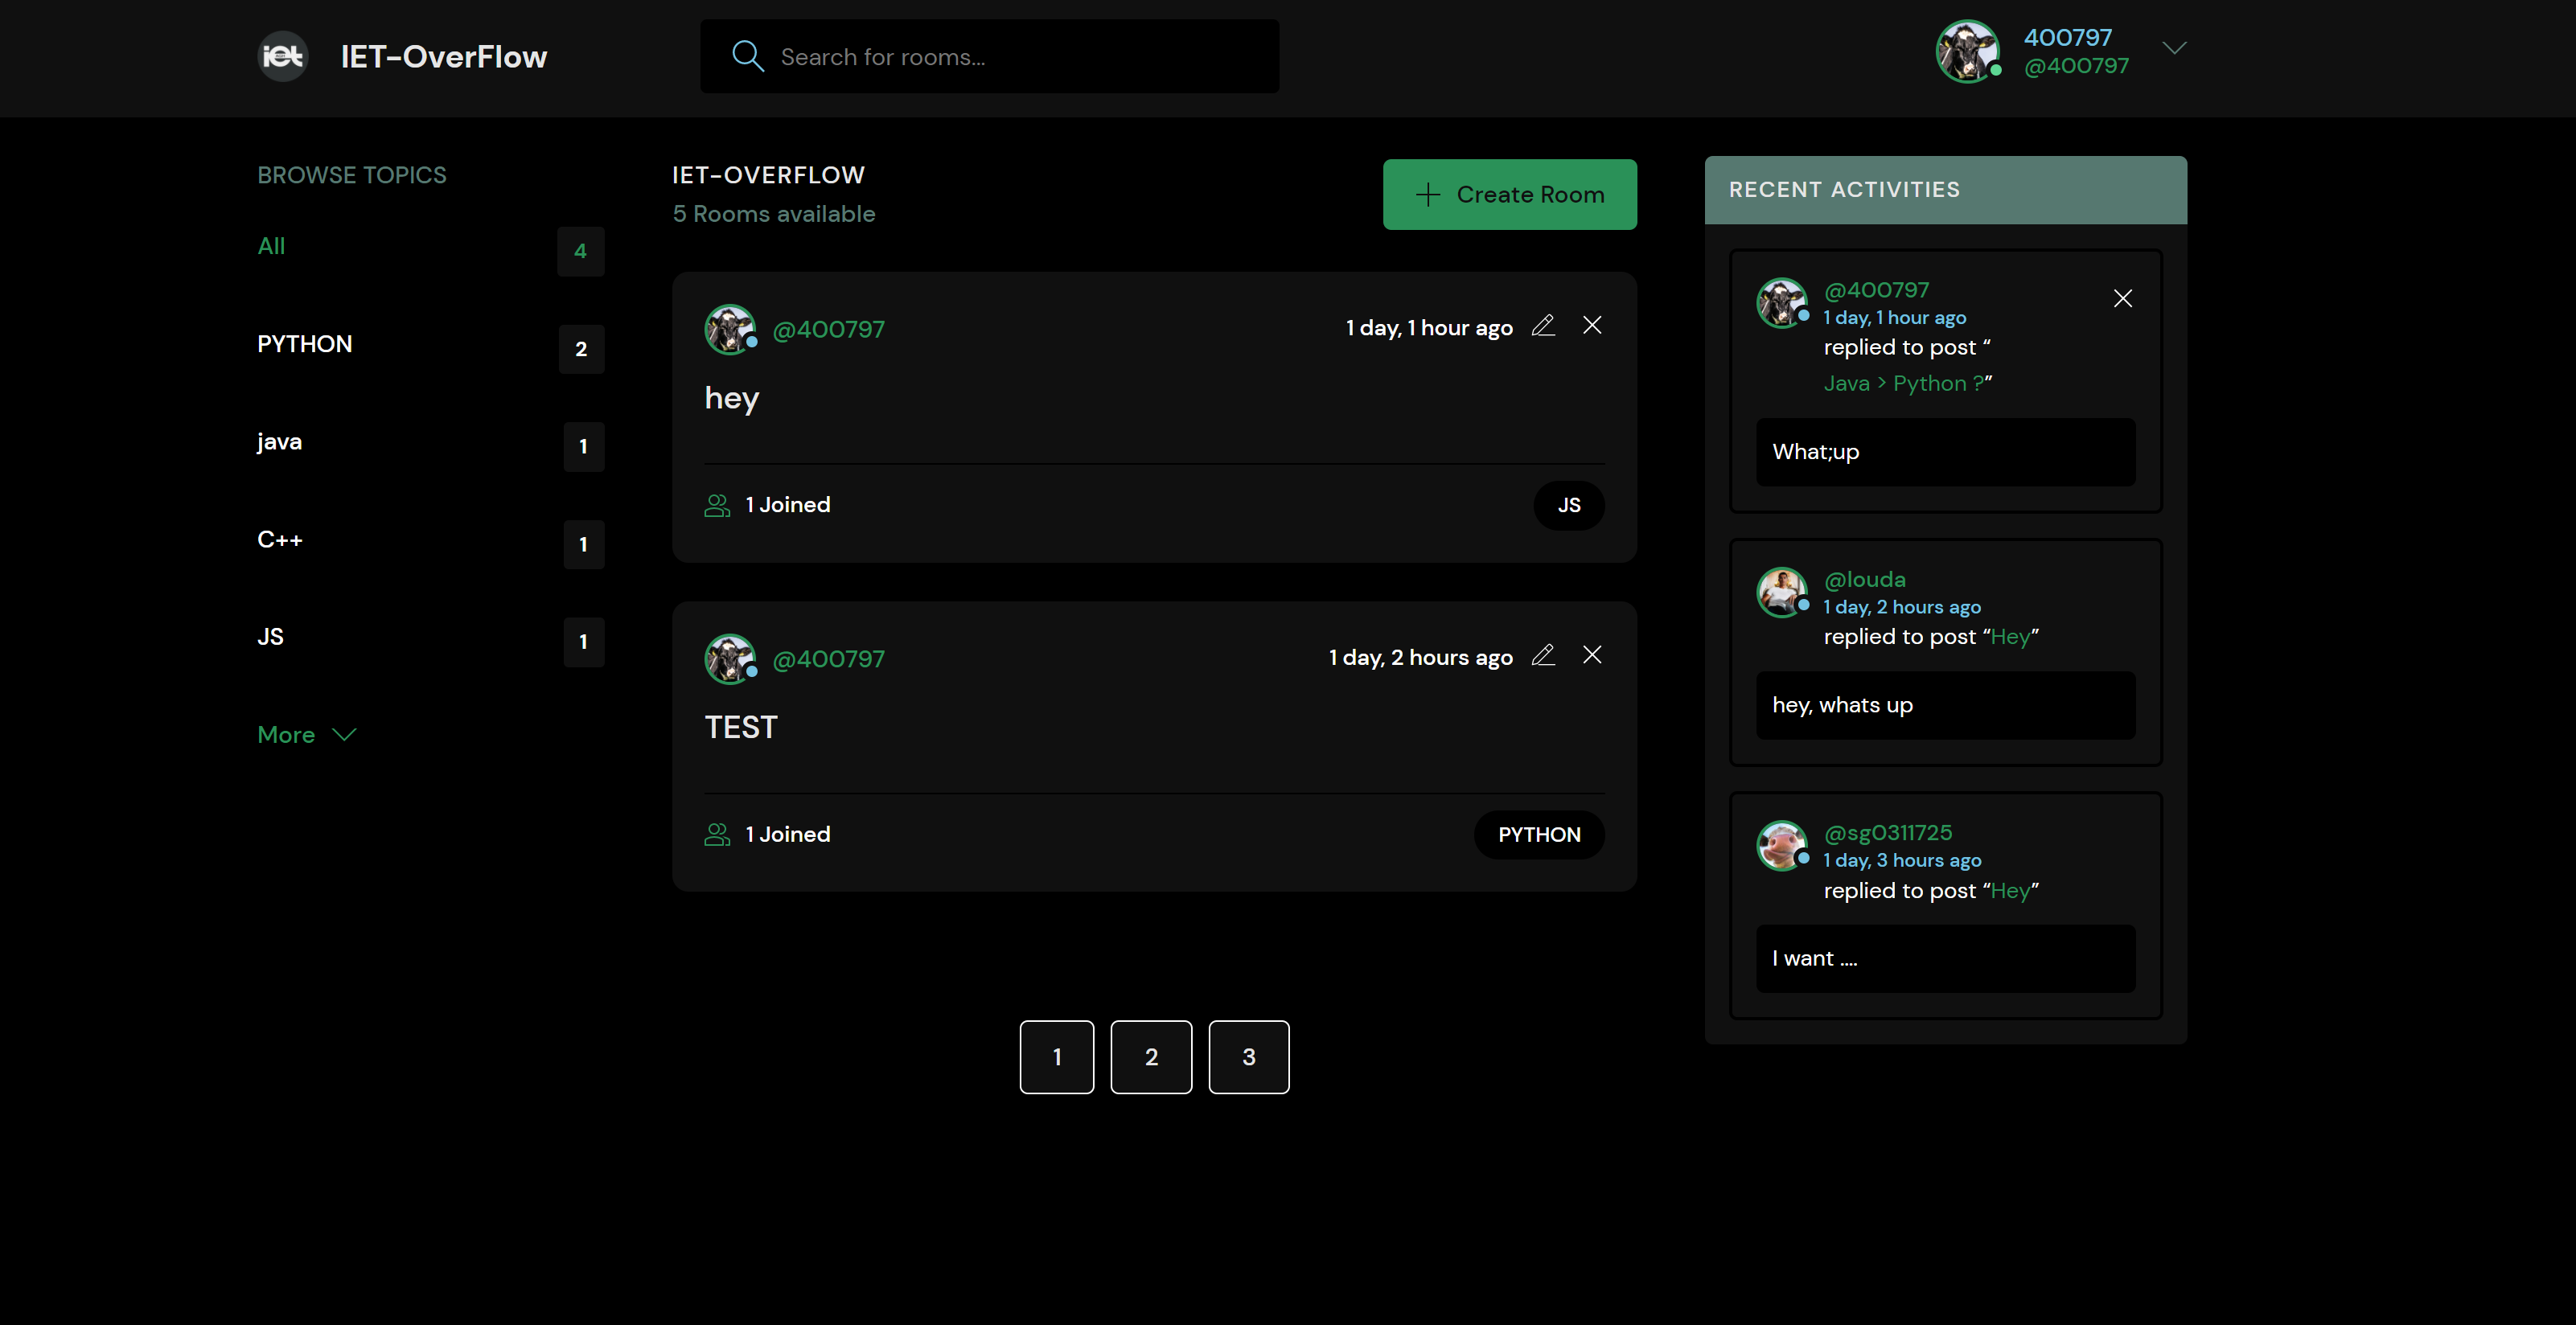 iet
IET-OverFlow
Search for rooms...
400797
@400797
BROWSE TOPICS
All
4
PYTHON
2
java
1
C++
1
JS
1
More
IET-OVERFLOW
5 Rooms available
Create Room
@400797
1 day, 1 hour ago
hey
1 Joined
JS
@400797
1 day, 2 hours ago
TEST
1 Joined
PYTHON
1
2
3
RECENT ACTIVITIES
@400797
1 day, 1 hour ago
replied to post “
Java > Python ?”
What;up
@louda
1 day, 2 hours ago
replied to post “Hey”
hey, whats up
@sg0311725
1 day, 3 hours ago
replied to post “Hey”
I want ....